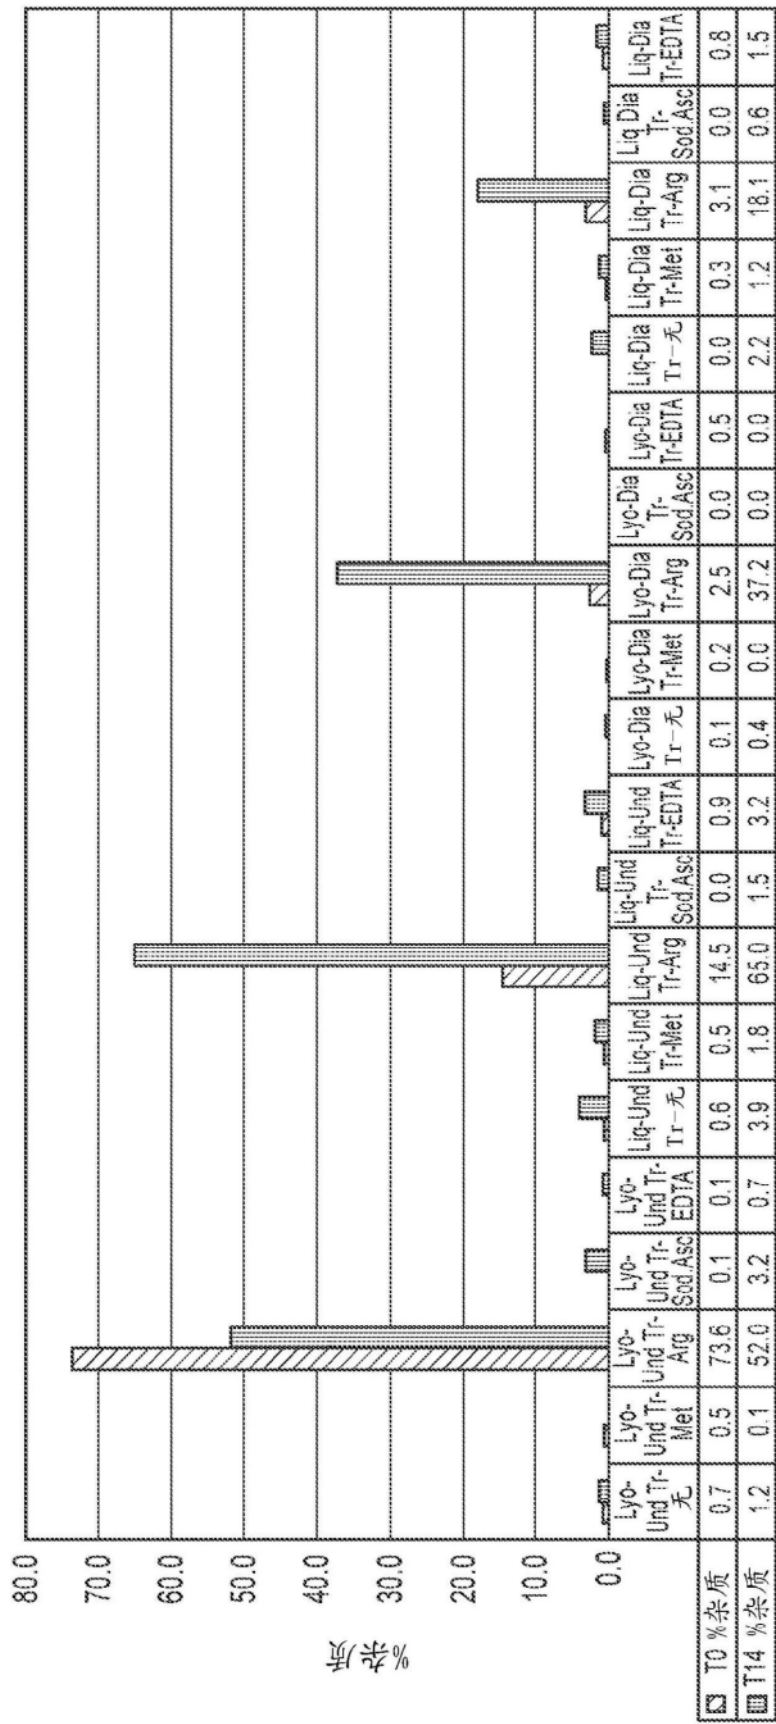 80.0
70.0
60.0
50.0
40.0
30.0
20.0
10.0
0.0
%杂质
Lyo-
Und Tr-
无
Lyo-
Und Tr-
Met
Lyo-
Und Tr-
Arg
Lyo-
Und Tr-
Sod.Asc
Lyo-
Und Tr-
EDTA
Liq-Und
Tr-无
Liq-Und
Tr-Met
Liq-Und
Tr-Arg
Liq-Und
Tr-
Sod.Asc
Liq-Und
Tr-EDTA
Lyo-Dia
Tr-无
Lyo-Dia
Tr-Met
Lyo-Dia
Tr-Arg
Lyo-Dia
Tr-
Sod.Asc
Lyo-Dia
Tr-EDTA
Liq-Dia
Tr-无
Liq-Dia
Tr-Met
Liq-Dia
Tr-Arg
Liq Dia
Tr-
Sod.Asc
Liq-Dia
Tr-EDTA
T0 %杂质 0.7 0.5 73.6 0.1 0.1 0.6 0.5 14.5 0.0 0.9 0.1 0.2 2.5 0.0 0.5 0.0 0.3 3.1 0.0 0.8
T14 %杂质 1.2 0.1 52.0 3.2 0.7 3.9 1.8 65.0 1.5 3.2 0.4 0.0 37.2 0.0 0.0 2.2 1.2 18.1 0.6 1.5